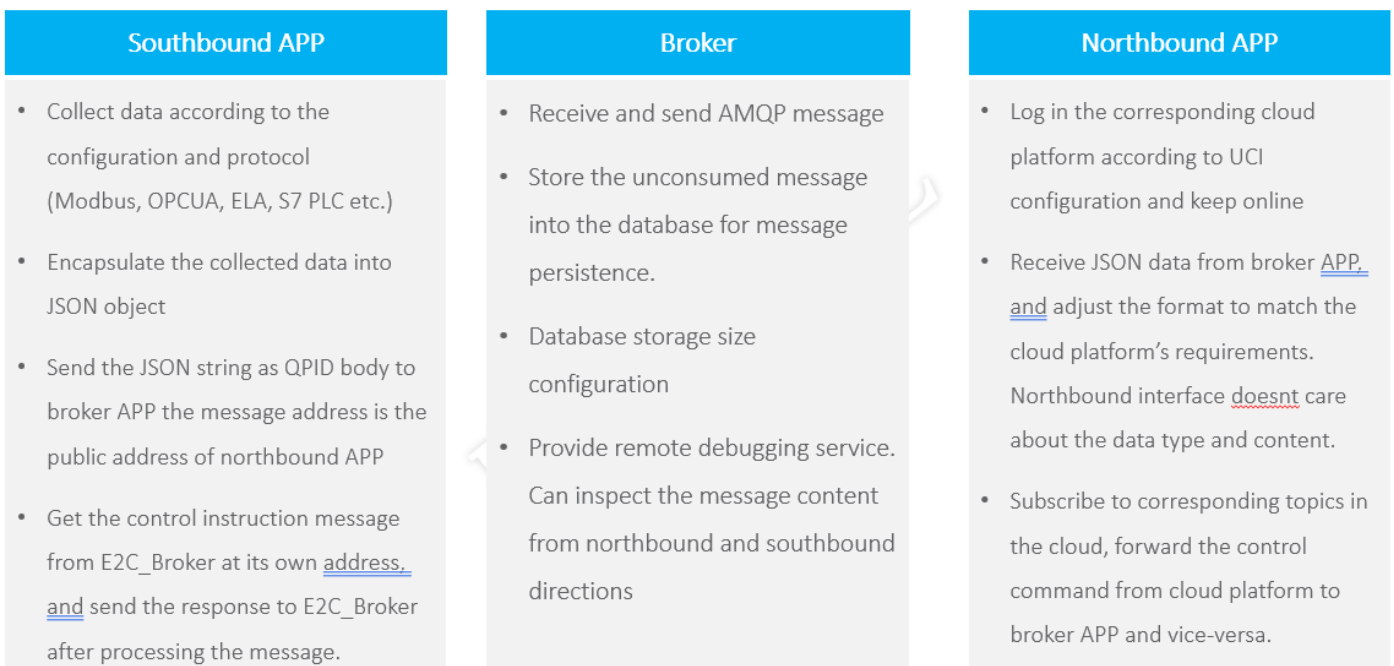 Southbound APP
• Collect data according to the
configuration and protocol
(Modbus, OPCUA, ELA, S7 PLC etc.)
• Encapsulate the collected data into
JSON object
• Send the JSON string as QPID body to
broker APP the message address is the
public address of northbound APP
• Get the control instruction message
from E2C_Broker at its own address,
and send the response to E2C_Broker
after processing the message.
Broker
• Receive and send AMQP message
• Store the unconsumed message
into the database for message
persistence.
• Database storage size
configuration
• Provide remote debugging service.
Can inspect the message content
from northbound and southbound
directions
Northbound APP
• Log in the corresponding cloud
platform according to UCI
configuration and keep online
• Receive JSON data from broker APP,
and adjust the format to match the
cloud platform's requirements.
Northbound interface doesnt care
about the data type and content.
• Subscribe to corresponding topics in
the cloud, forward the control
command from cloud platform to
broker APP and vice-versa.